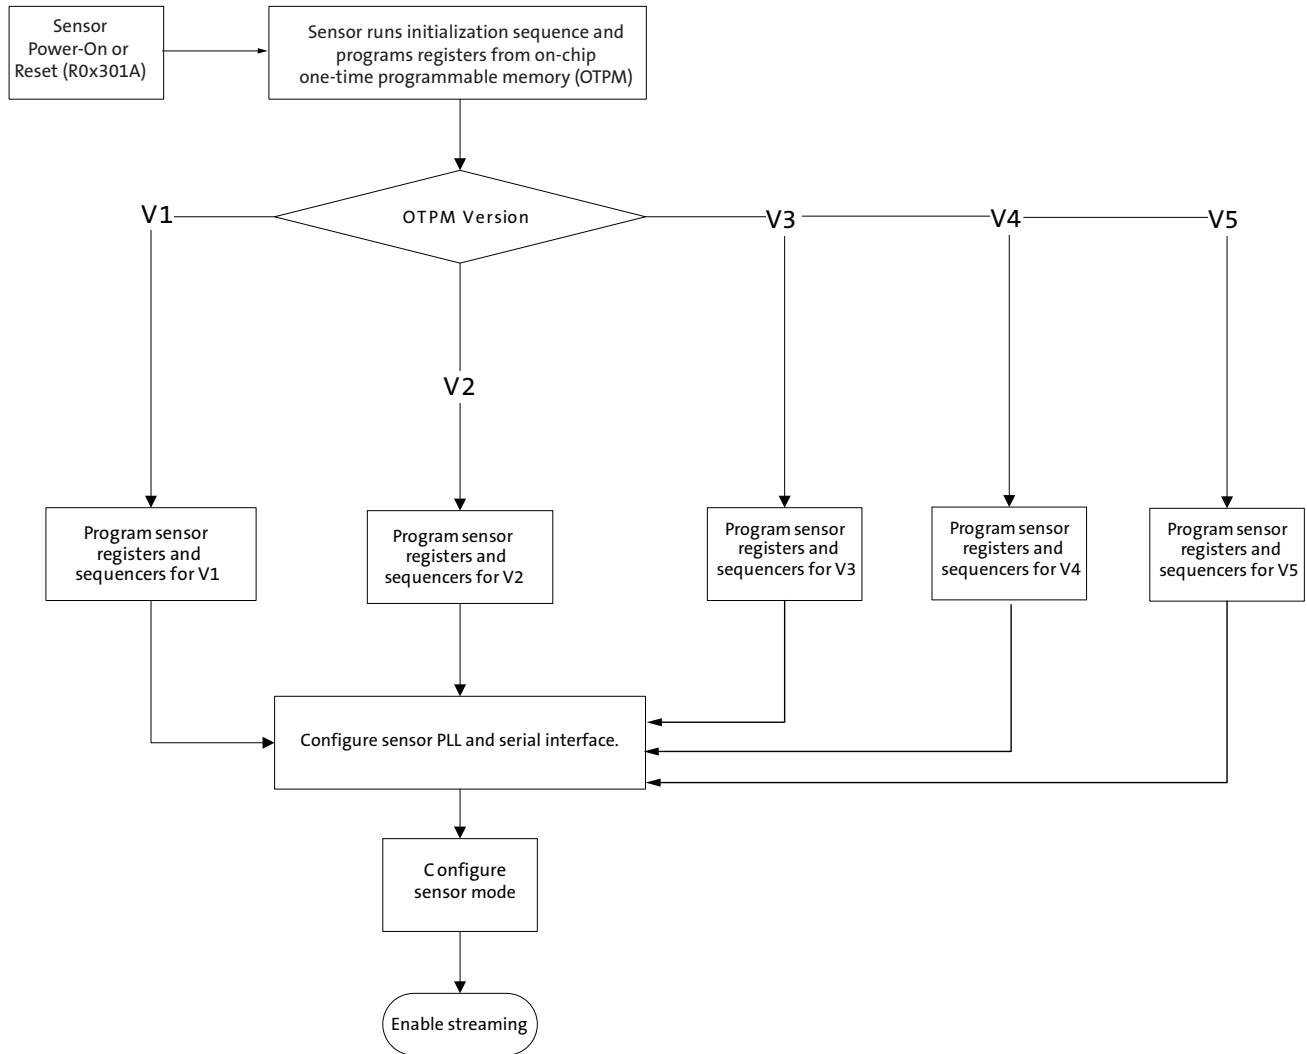 Sensor
Power-On or
Reset (R0x301A)
Sensor runs initialization sequence and
programs registers from on-chip
one-time programmable memory (OTPM)
OTPM Version
V1
V2
V3
V4
V5
Program sensor
registers and
sequencers for V1
Program sensor
registers and
sequencers for V2
Program sensor
registers and
sequencers for V3
Program sensor
registers and
sequencers for V4
Program sensor
registers and
sequencers for V5
Configure sensor PLL and serial interface.
Configure
sensor mode
Enable streaming